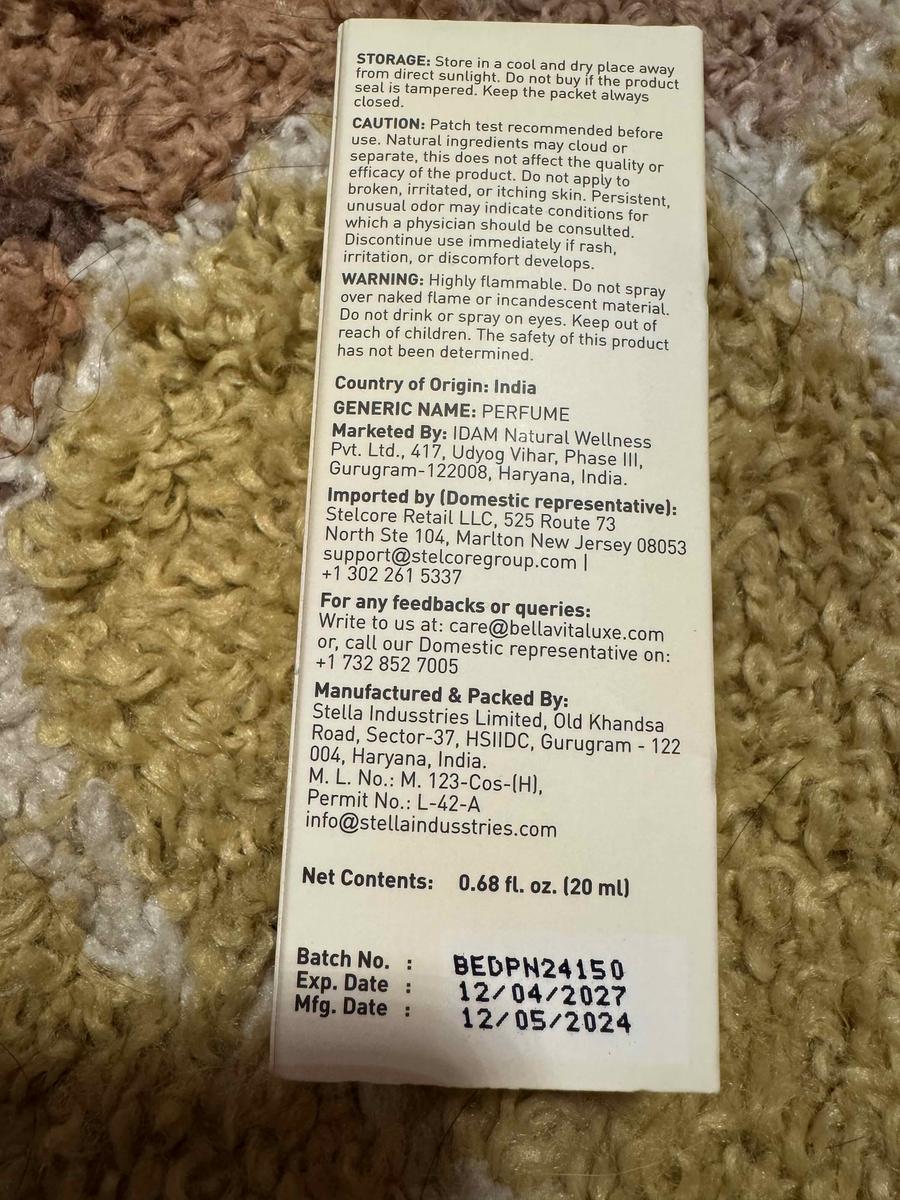 STORAGE: Store in a cool and dry place away
from direct sunlight. Do not buy if the product
seal is tampered. Keep the packet always
closed.
CAUTION: Patch test recommended before
use. Natural ingredients may cloud or
separate, this does not affect the quality or
efficacy of the product. Do not apply to
broken, irritated, or itching skin. Persistent,
unusual odor may indicate conditions for
which a physician should be consulted.
Discontinue use immediately if rash,
irritation, or discomfort develops.
WARNING: Highly flammable. Do not spray
over naked flame or incandescent material.
Do not drink or spray on eyes. Keep out of
reach of children. The safety of this product
has not been determined.
Country of Origin: India
GENERIC NAME: PERFUME
Marketed By: IDAM Natural Wellness
Pvt. Ltd., 417, Udyog Vihar, Phase III,
Gurugram-122008, Haryana, India.
Imported by (Domestic representative):
Stelcore Retail LLC, 525 Route 73
North Ste 104, Marlton New Jersey 08053
support@stelcoregroup.com |
+1 302 261 5337
For any feedbacks or queries:
Write to us at: care@bellavitaluxe.com
or, call our Domestic representative on:
+1 732 852 7005
Manufactured & Packed By:
Stella Indusstries Limited, Old Khandsa
Road, Sector-37, HSIIDC, Gurugram - 122
004, Haryana, India.
M. L. No.: M. 123-Cos-(H),
Permit No.: L-42-A
info@stellaindusstries.com
Net Contents: 0.68 fl. oz. (20 ml)
Batch No. : BEDPN24150
Exp. Date : 12/04/2027
Mfg. Date : 12/05/2024